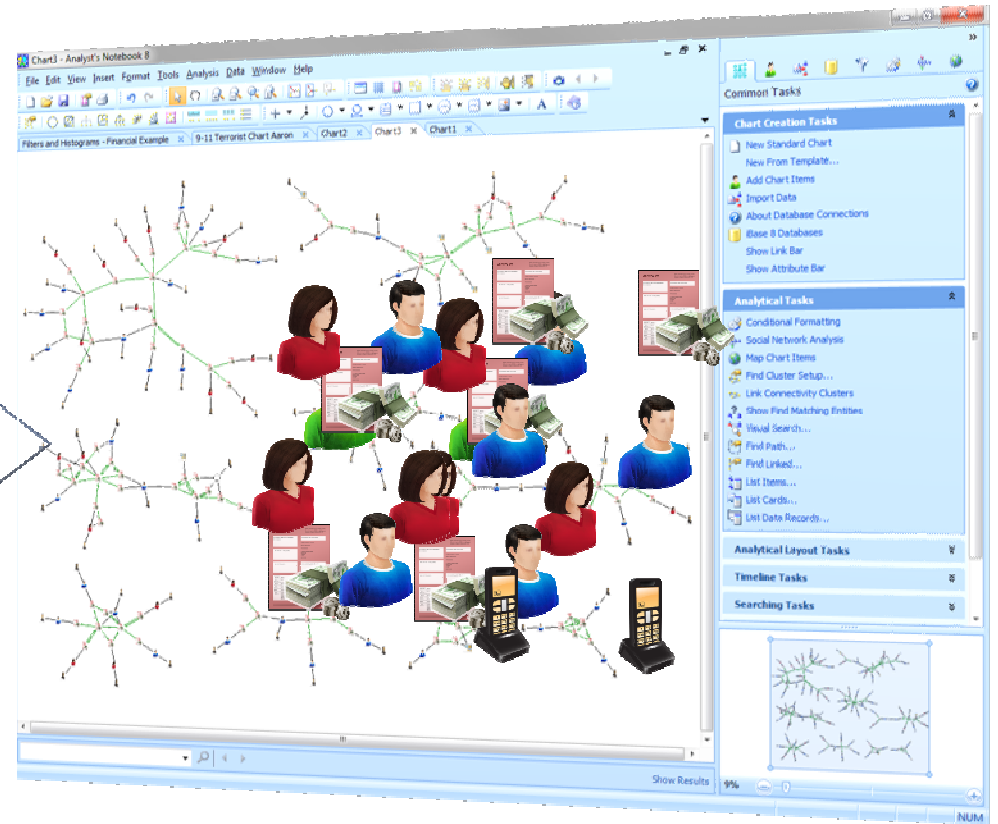 Chart3 - Analyst's Notebook 8
File Edit View Insert Format Tools Analysis Data Window Help
Filters and Histograms - Financial Example
9-11 Terrorist Chart Aaron
Chart2
Chart3
Chart1
Common Tasks
Chart Creation Tasks
New Standard Chart
New From Template...
Add Chart Items
Import Data
About Database Connections
iBase 8 Databases
Show Link Bar
Show Attribute Bar
Analytical Tasks
Conditional Formatting
Social Network Analysis
Map Chart Items
Find Cluster Setup...
Link Connectivity Clusters
Show Find Matching Entities
Visual Search...
Find Path...
Find Linked...
List Items...
List Cards...
List Data Records...
Analytical Layout Tasks
Timeline Tasks
Searching Tasks
Show Results
9%
NUM